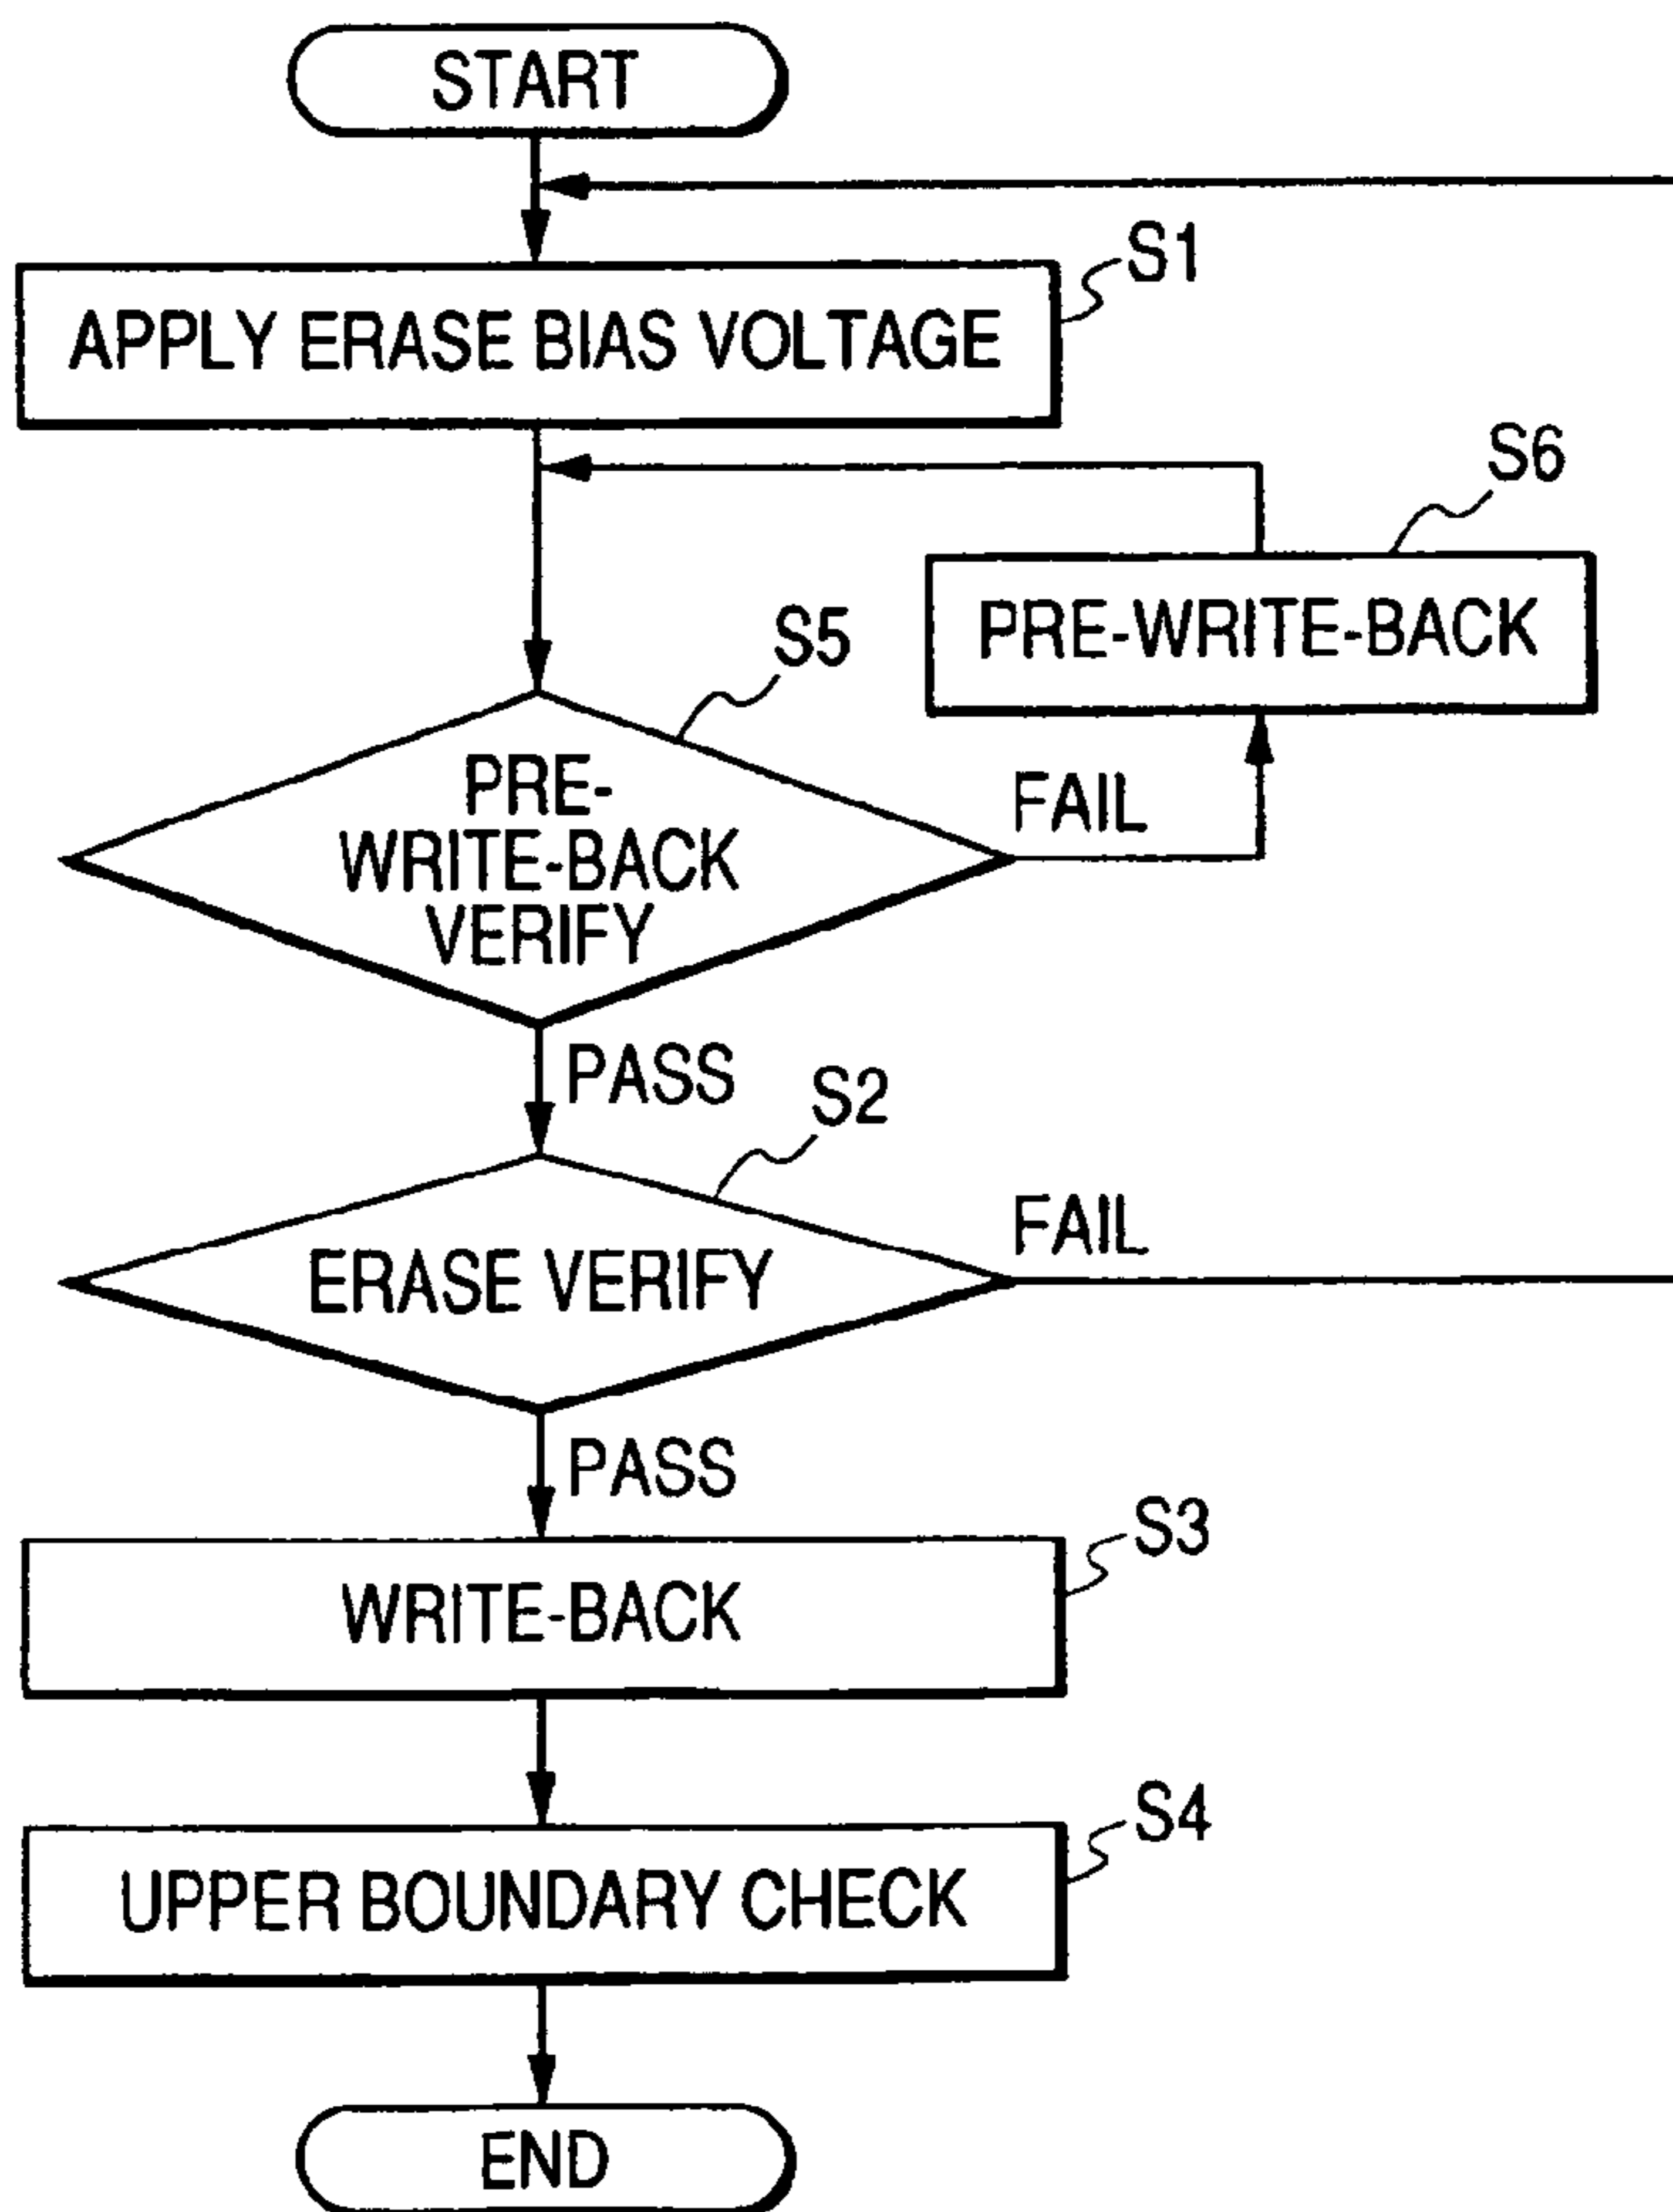 START
S1
APPLY ERASE BIAS VOLTAGE
S6
PRE-WRITE-BACK
S5
PRE-
WRITE-BACK
VERIFY
FAIL
PASS
S2
ERASE VERIFY
FAIL
PASS
S3
WRITE-BACK
S4
UPPER BOUNDARY CHECK
END